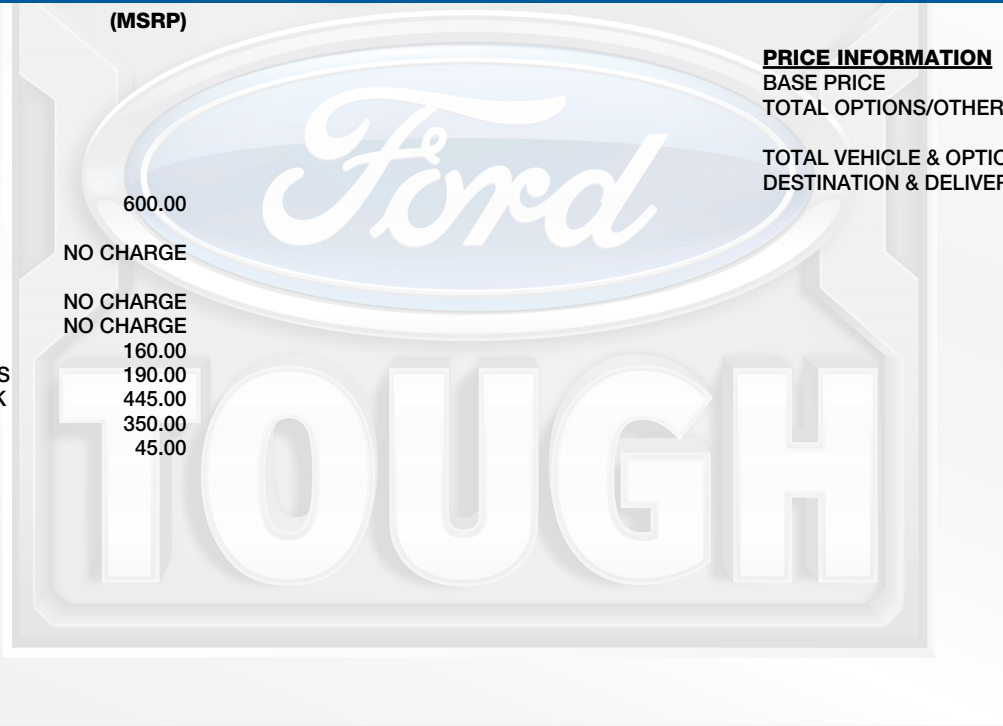 (MSRP)
600.00
NO CHARGE
NO CHARGE
NO CHARGE
160.00
S 190.00
K 445.00
350.00
45.00
PRICE INFORMATION
BASE PRICE
TOTAL OPTIONS/OTHER
TOTAL VEHICLE & OPTIO
DESTINATION & DELIVER
Ford
TOUGH